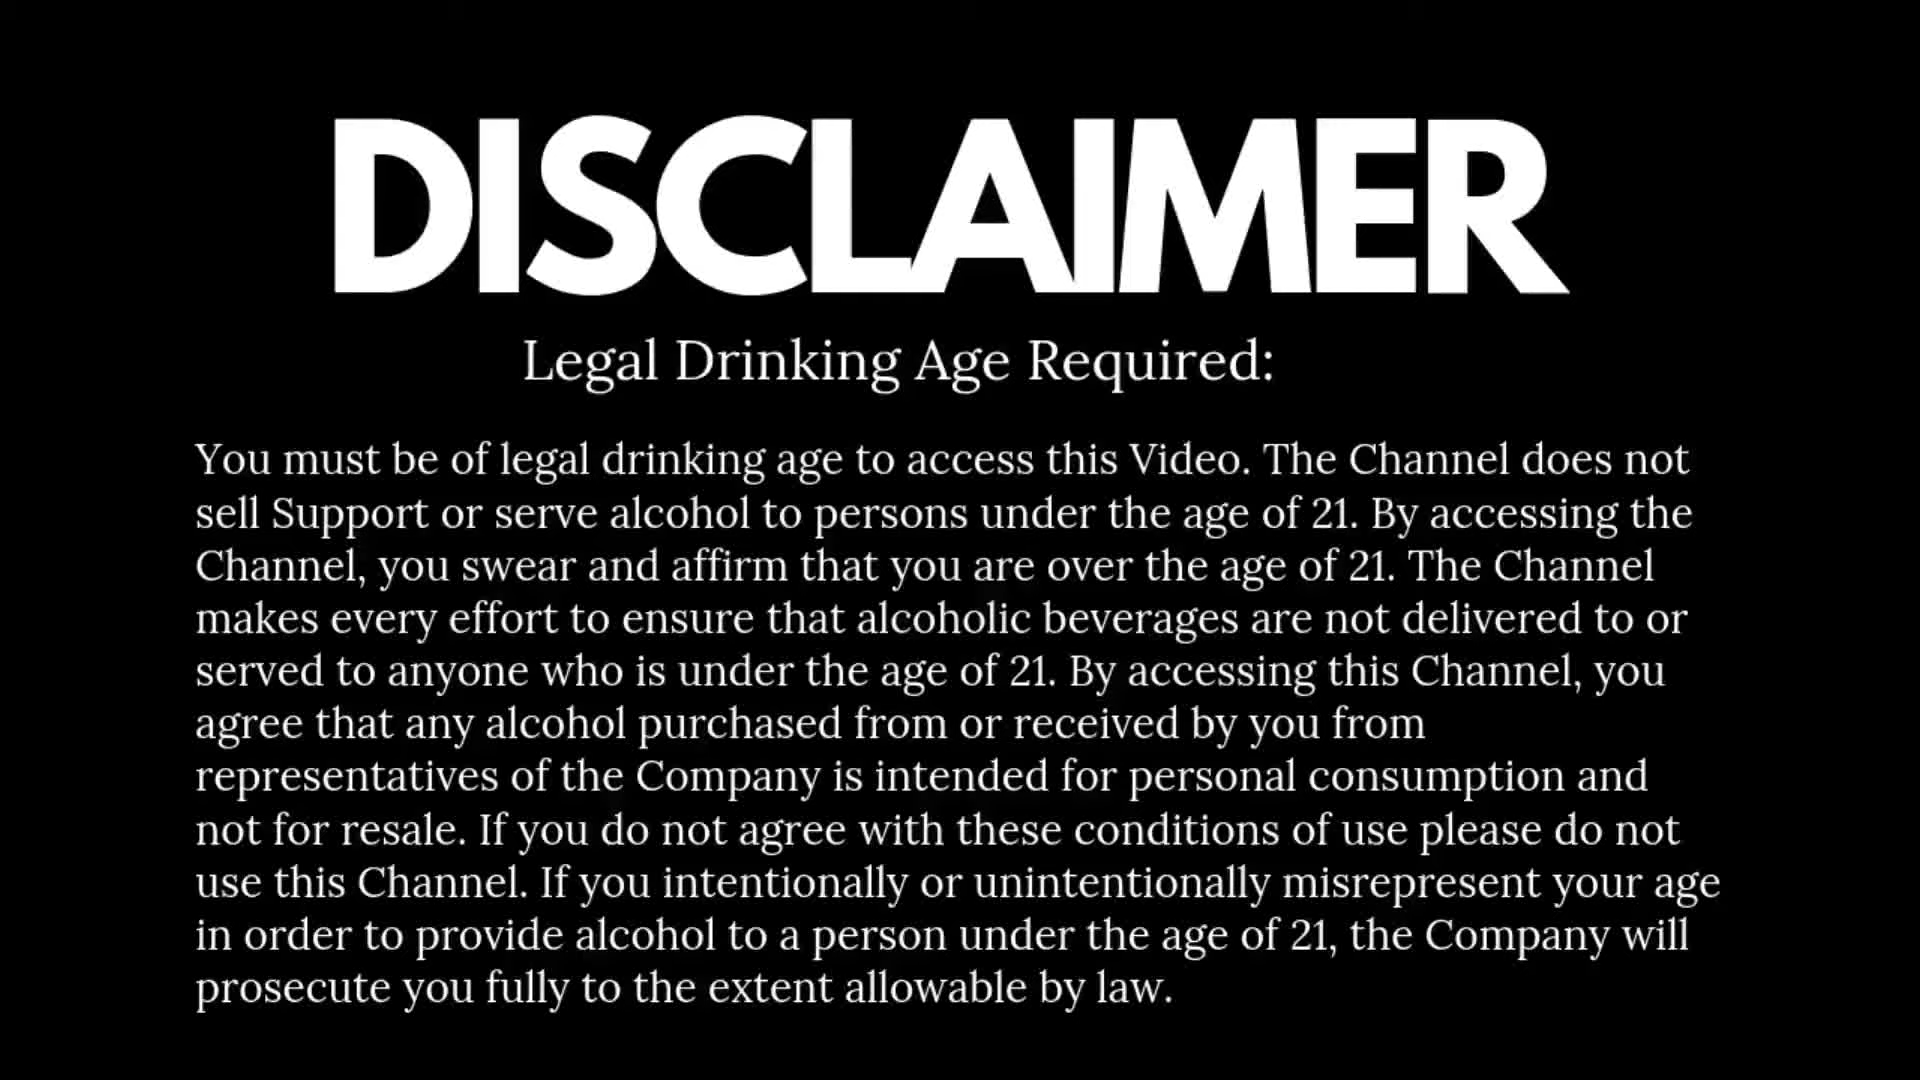 DISCLAIMER
Legal Drinking Age Required:
You must be of legal drinking age to access this Video. The Channel does not
sell Support or serve alcohol to persons under the age of 21. By accessing the
Channel, you swear and affirm that you are over the age of 21. The Channel
makes every effort to ensure that alcoholic beverages are not delivered to or
served to anyone who is under the age of 21. By accessing this Channel, you
agree that any alcohol purchased from or received by you from
representatives of the Company is intended for personal consumption and
not for resale. If you do not agree with these conditions of use please do not
use this Channel. If you intentionally or unintentionally misrepresent your age
in order to provide alcohol to a person under the age of 21, the Company will
prosecute you fully to the extent allowable by law.